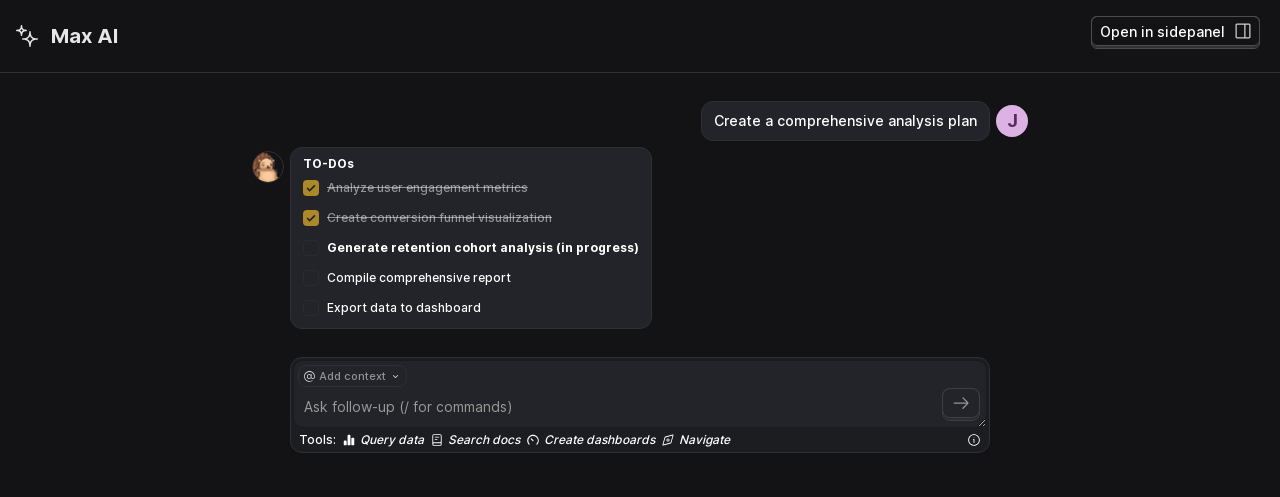 Max AI
Open in sidepanel
Create a comprehensive analysis plan
J
TO-DOs
Analyze user engagement metrics
Create conversion funnel visualization
Generate retention cohort analysis (in progress)
Compile comprehensive report
Export data to dashboard
@ Add context
Ask follow-up (/ for commands)
Tools: Query data Search docs Create dashboards Navigate